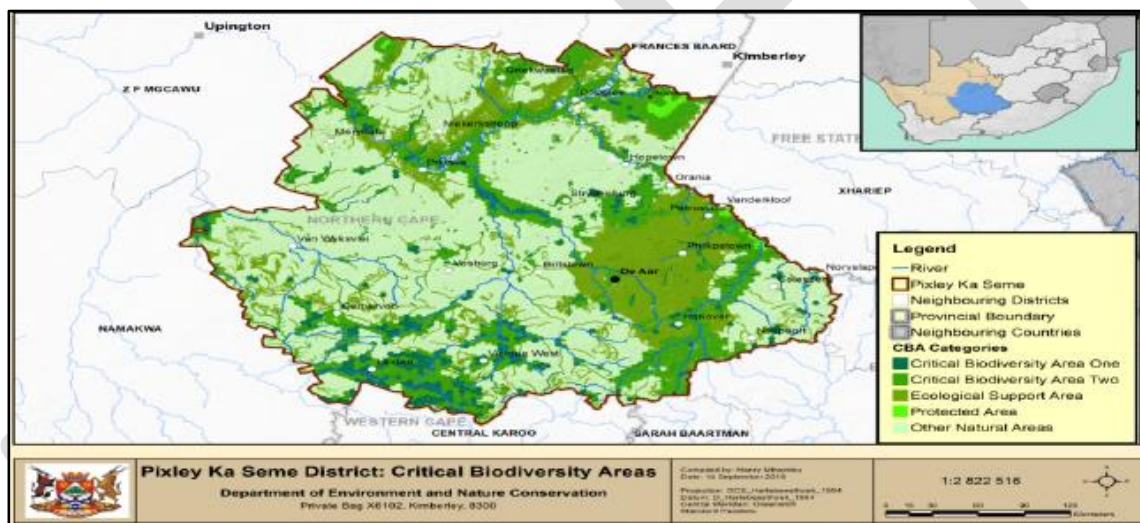 Upington
FRANCES BAARD
Kimberley
Z F MGCAWU
FREE STATE
Douglas
Niekerkshoop
Marydale
Prieska
Hopetown
Orania
XHARIEP
Strydenburg
Vanderkloof
Petrusville
NORTHERN CAPE
Van Wyksvlei
Philipstown
Vosburg
Britstown
De Aar
Colesberg
Carnarvon
Hanover
Noupoort
NAMAKWA
Victoria West
WESTERN CAPE
CENTRAL KAROO
SARAH BAARTMAN
Legend
River
Pixley Ka Seme
Neighbouring Districts
Provincial Boundary
Neighbouring Countries
CBA Categories
Critical Biodiversity Area One
Critical Biodiversity Area Two
Ecological Support Area
Protected Area
Other Natural Areas
Pixley Ka Seme District: Critical Biodiversity Areas
Department of Environment and Nature Conservation
Private Bag X6102, Kimberley, 8300
1:2 822 516